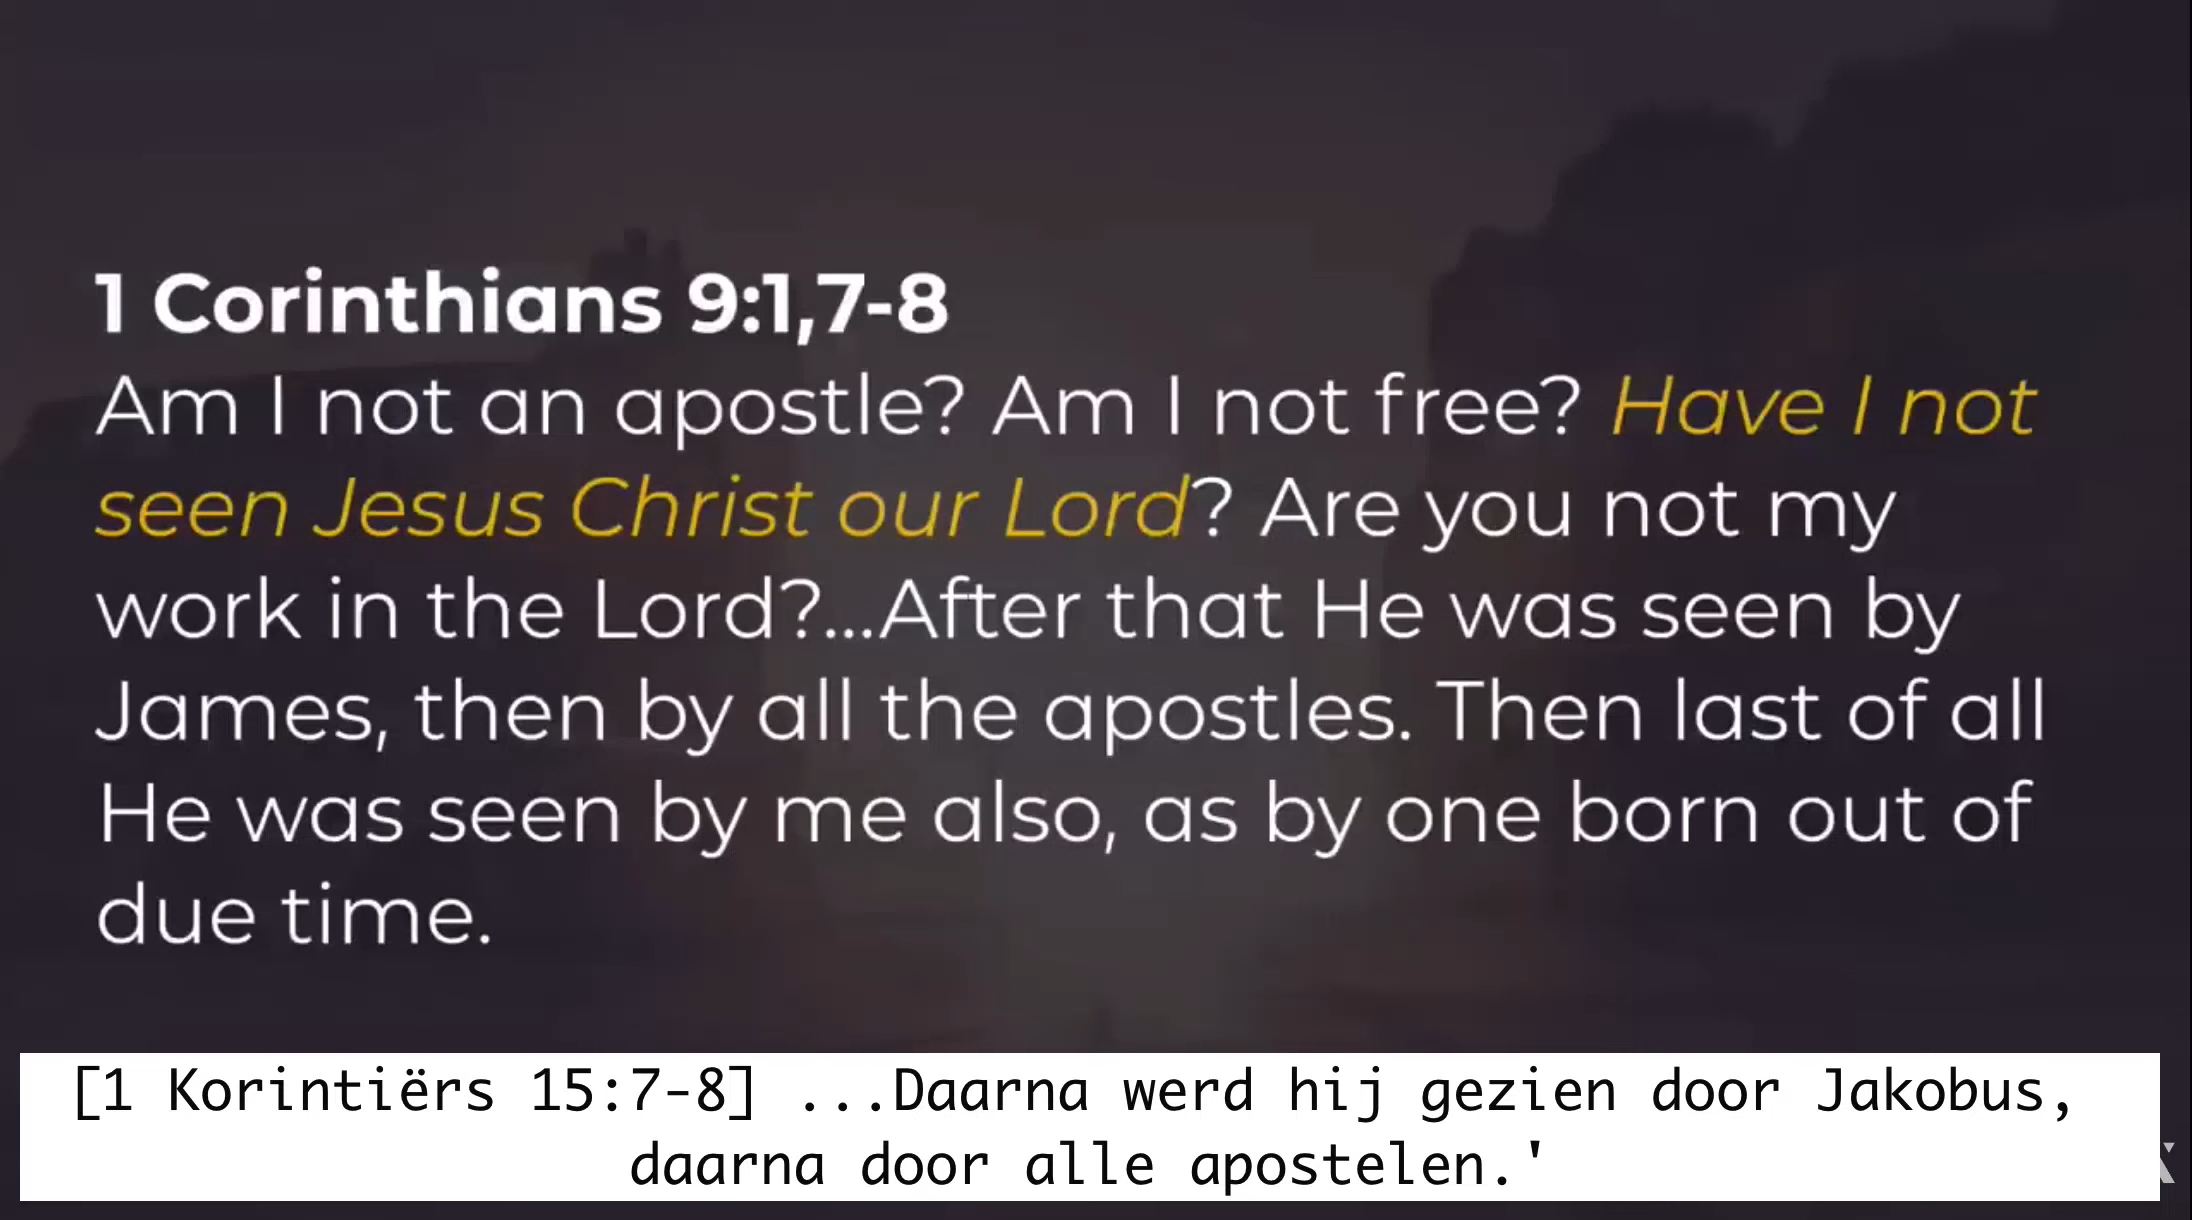 1 Corinthians 9:1,7-8
Am I not an apostle? Am I not free? Have I not
seen Jesus Christ our Lord? Are you not my
work in the Lord?...After that He was seen by
James, then by all the apostles. Then last of all
He was seen by me also, as by one born out of
due time.
[1 Korintiërs 15:7-8] ...Daarna werd hij gezien door Jakobus,
daarna door alle apostelen.'